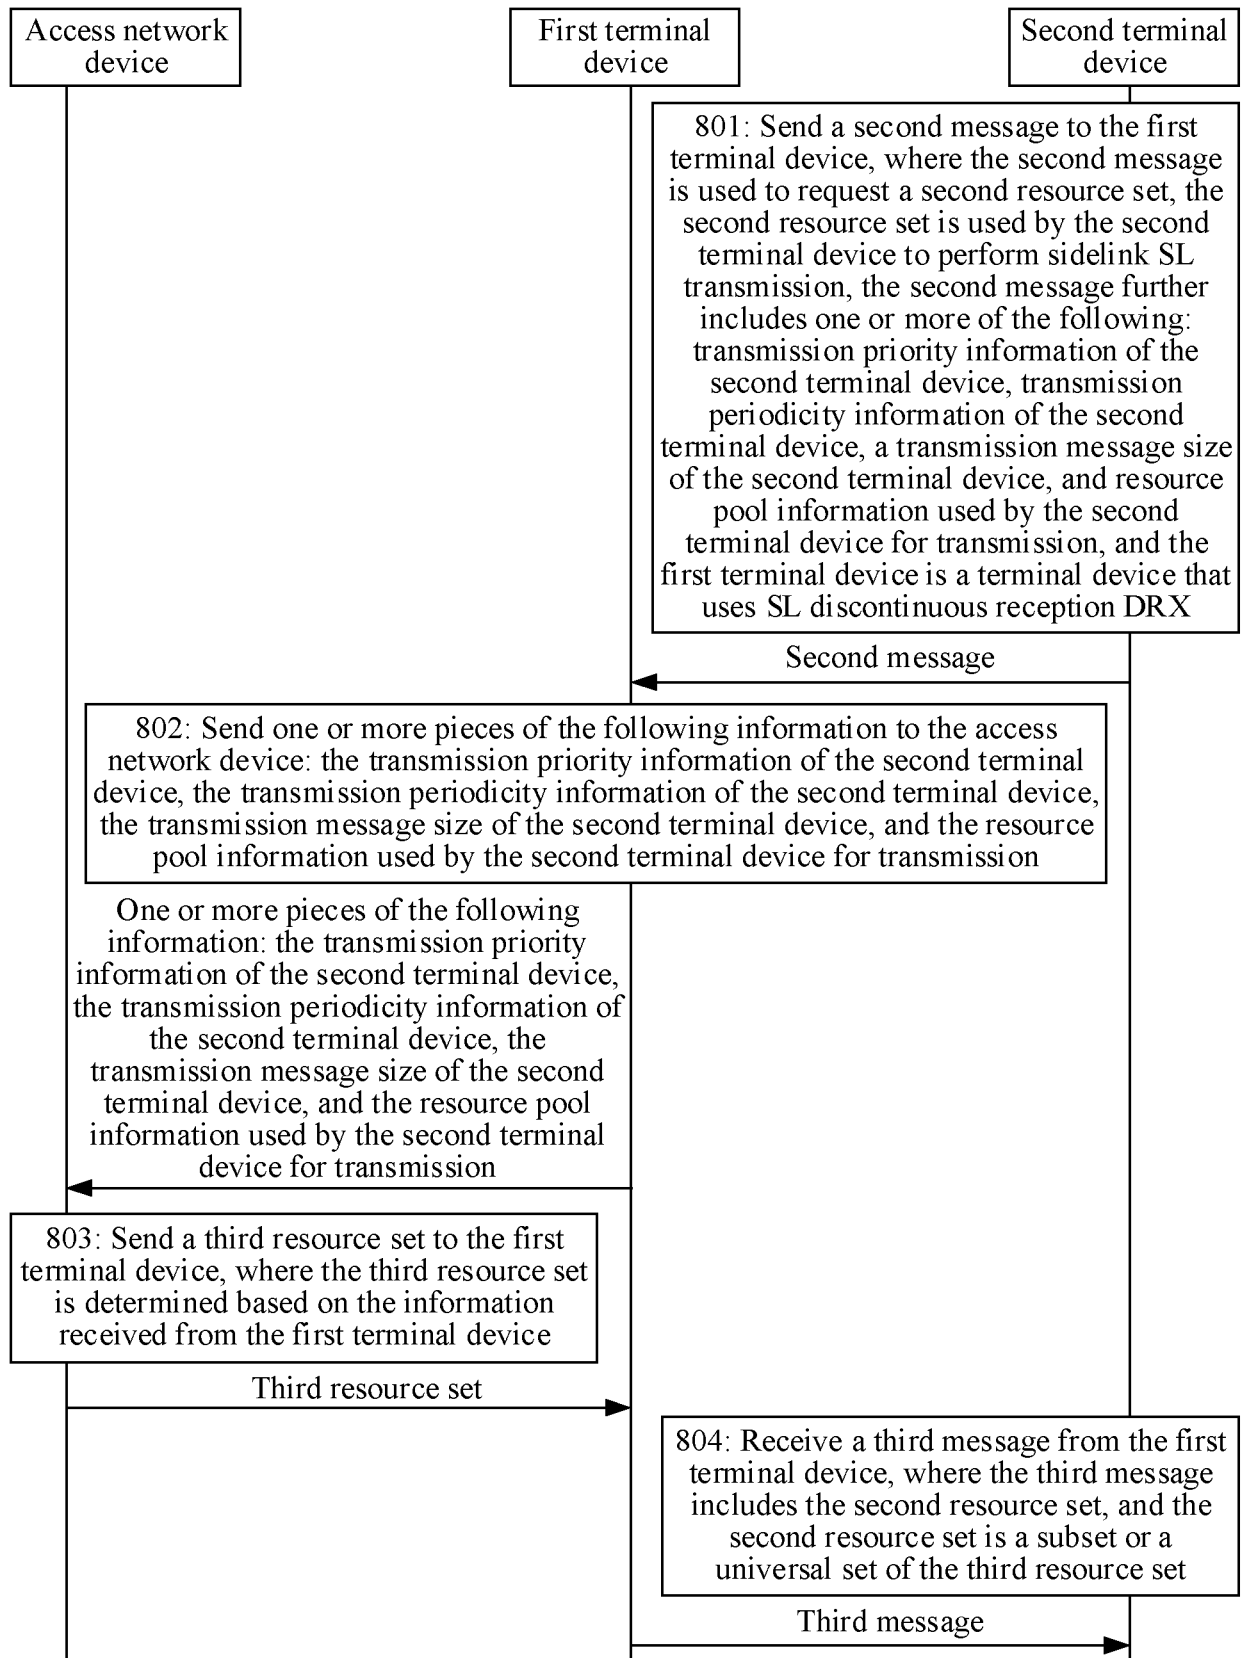 Access network
device
First terminal
device
Second terminal
device
801: Send a second message to the first
terminal device, where the second message
is used to request a second resource set, the
second resource set is used by the second
terminal device to perform sidelink SL
transmission, the second message further
includes one or more of the following:
transmission priority information of the
second terminal device, transmission
periodicity information of the second
terminal device, a transmission message size
of the second terminal device, and resource
pool information used by the second
terminal device for transmission, and the
first terminal device is a terminal device that
uses SL discontinuous reception DRX
Second message
802: Send one or more pieces of the following information to the access
network device: the transmission priority information of the second terminal
device, the transmission periodicity information of the second terminal device,
the transmission message size of the second terminal device, and the resource
pool information used by the second terminal device for transmission
One or more pieces of the following
information: the transmission priority
information of the second terminal device,
the transmission periodicity information of
the second terminal device, the
transmission message size of the second
terminal device, and the resource pool
information used by the second terminal
device for transmission
803: Send a third resource set to the first
terminal device, where the third resource set
is determined based on the information
received from the first terminal device
Third resource set
804: Receive a third message from the first
terminal device, where the third message
includes the second resource set, and the
second resource set is a subset or a
universal set of the third resource set
Third message